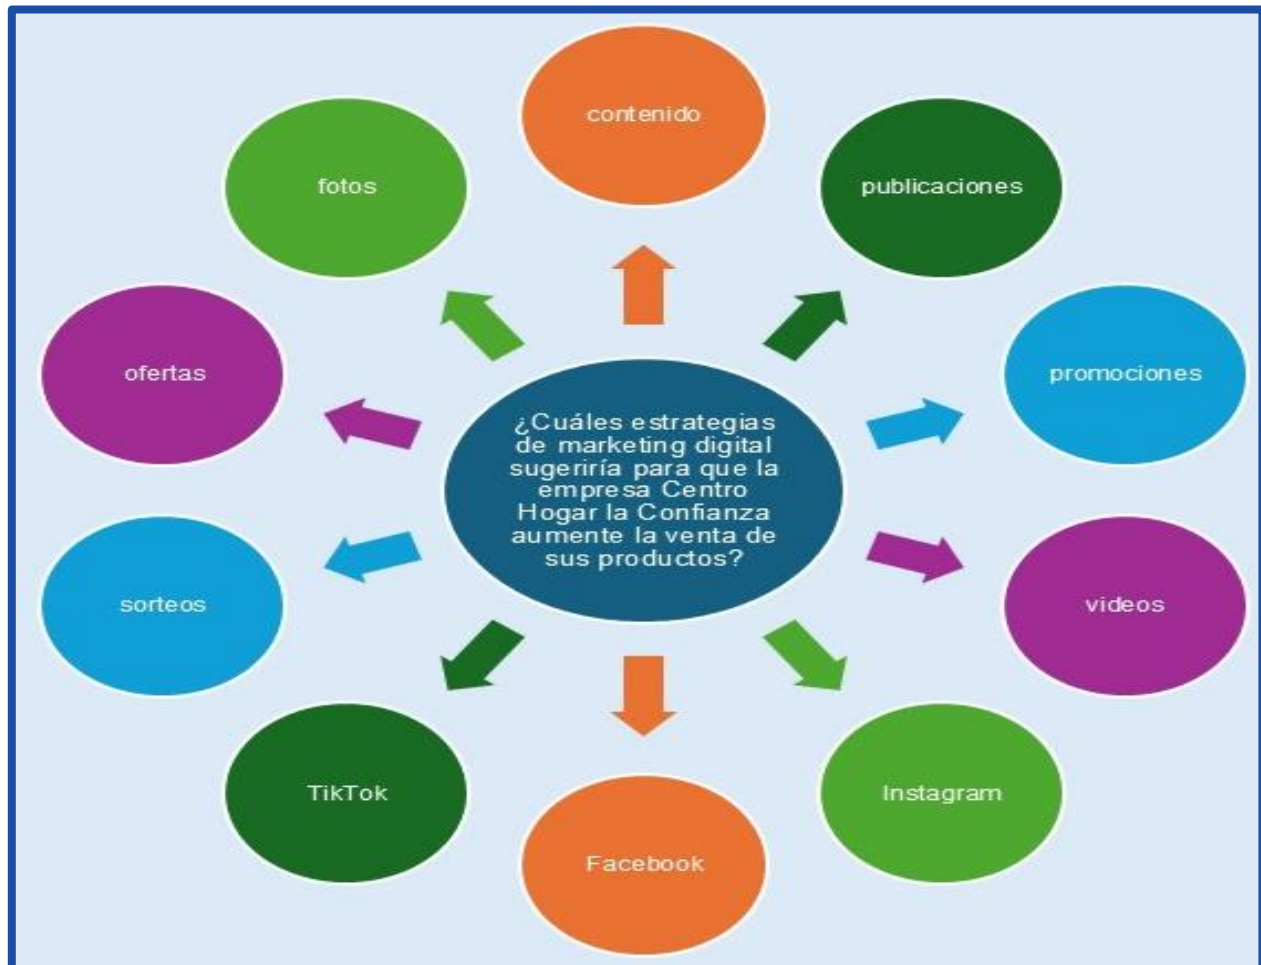 contenido
fotos
publicaciones
ofertas
promociones
¿Cuáles estrategias
de marketing digital
sugeriría para que la
empresa Centro
Hogar la Confianza
aumente la venta de
sus productos?
sorteos
videos
TikTok
Instagram
Facebook